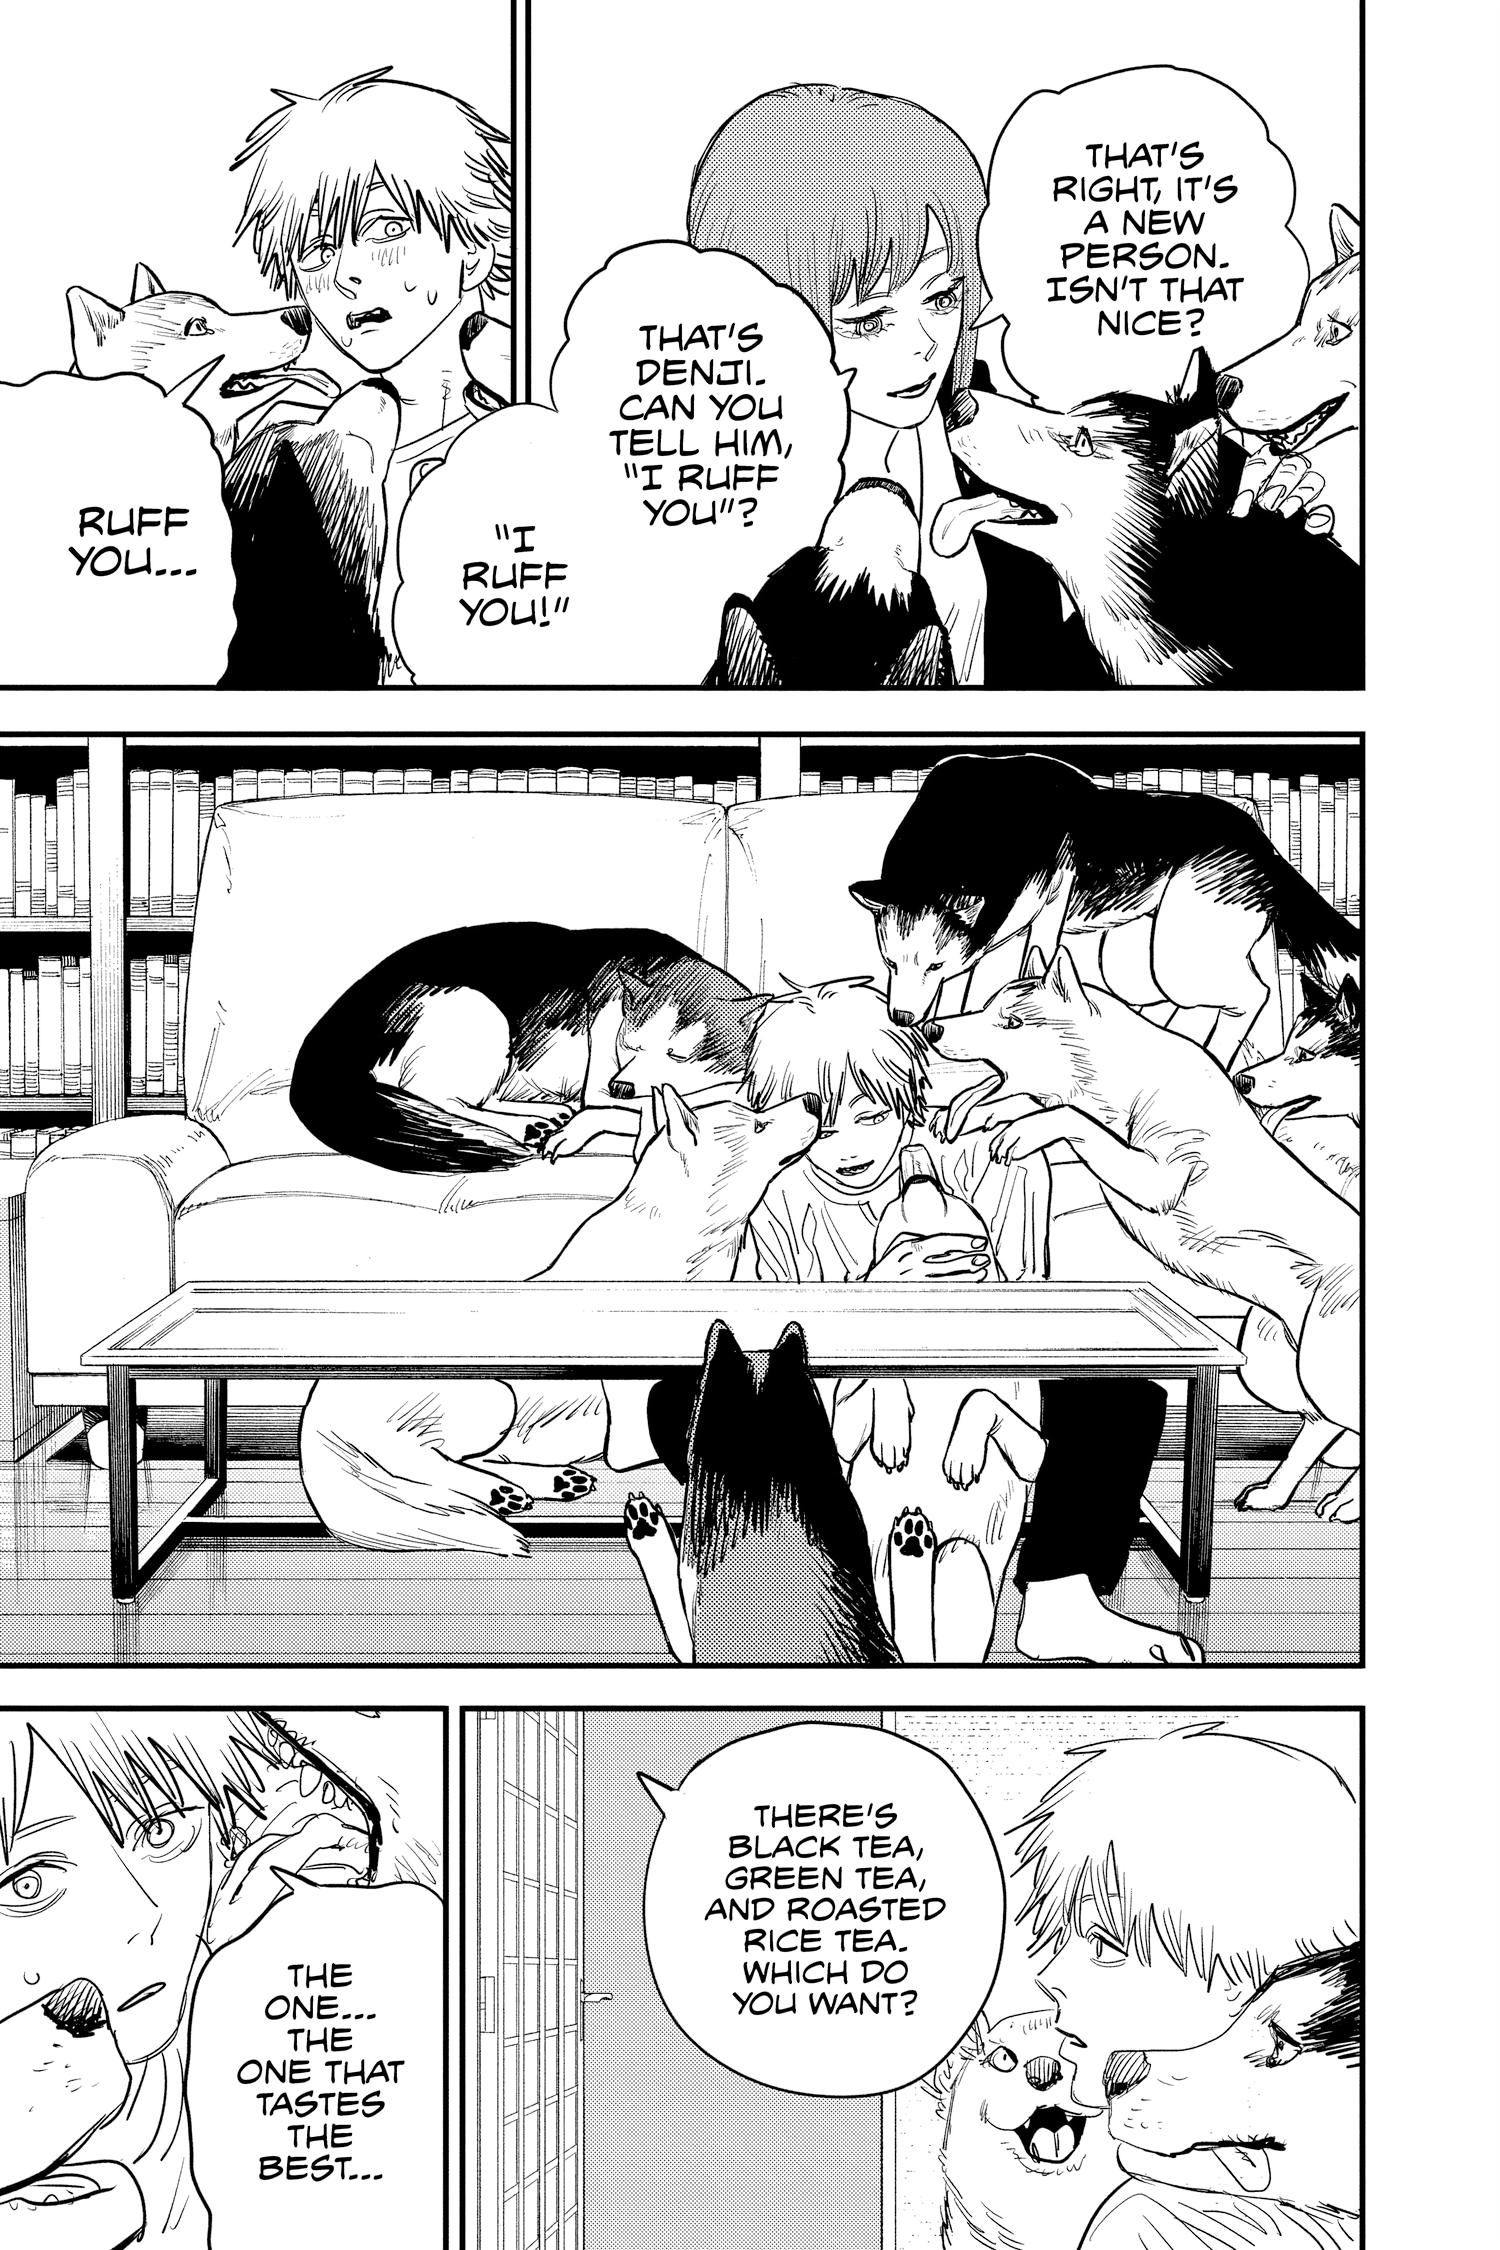 THAT'S
RIGHT, IT'S
A NEW
PERSON.
ISN'T THAT
NICE?
THAT'S
DENJI.
CAN YOU
TELL HIM,
"I RUFF
YOU"?
"I
RUFF
YOU!"
RUFF
YOU...
THERE'S
BLACK TEA,
GREEN TEA,
AND ROASTED
RICE TEA.
WHICH DO
YOU WANT?
THE
ONE...
THE
ONE THAT
TASTES
THE
BEST...